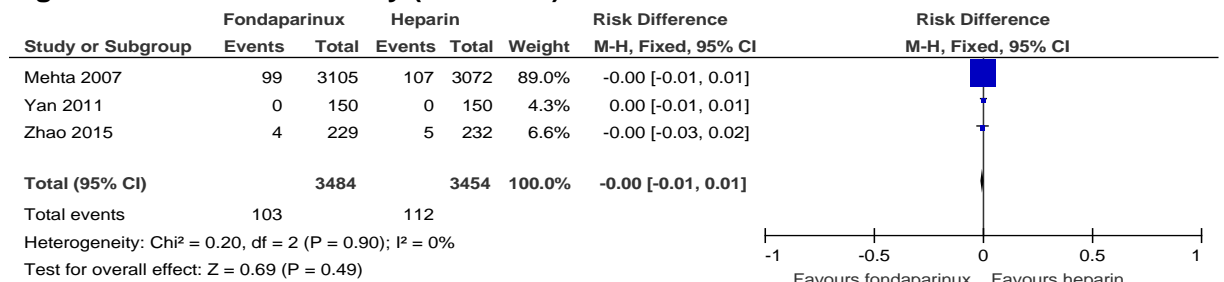 Fondaparinux Heparin Risk Difference Risk Difference
Study or Subgroup Events Total Events Total Weight M-H, Fixed, 95% CI M-H, Fixed, 95% CI
Mehta 2007 99 3105 107 3072 89.0% -0.00 [-0.01, 0.01]
Yan 2011 0 150 0 150 4.3% 0.00 [-0.01, 0.01]
Zhao 2015 4 229 5 232 6.6% -0.00 [-0.03, 0.02]
Total (95% CI) 3484 3454 100.0% -0.00 [-0.01, 0.01]
Total events 103 112
Heterogeneity: Chi² = 0.20, df = 2 (P = 0.90); I² = 0%
Test for overall effect: Z = 0.69 (P = 0.49)
-1 -0.5 0 0.5 1
Favours fondaparinux Favours heparin